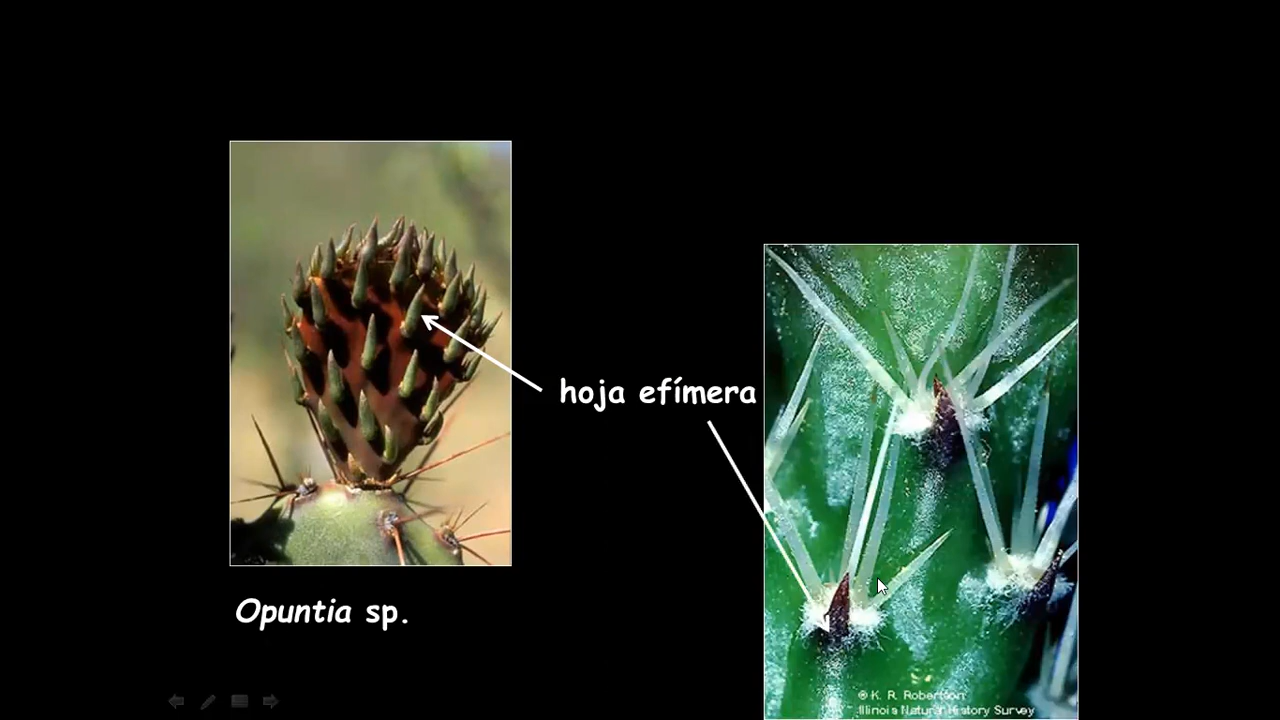 hoja efímera
Opuntia sp.
© K. R. Robertson
Illinois Natural History Survey